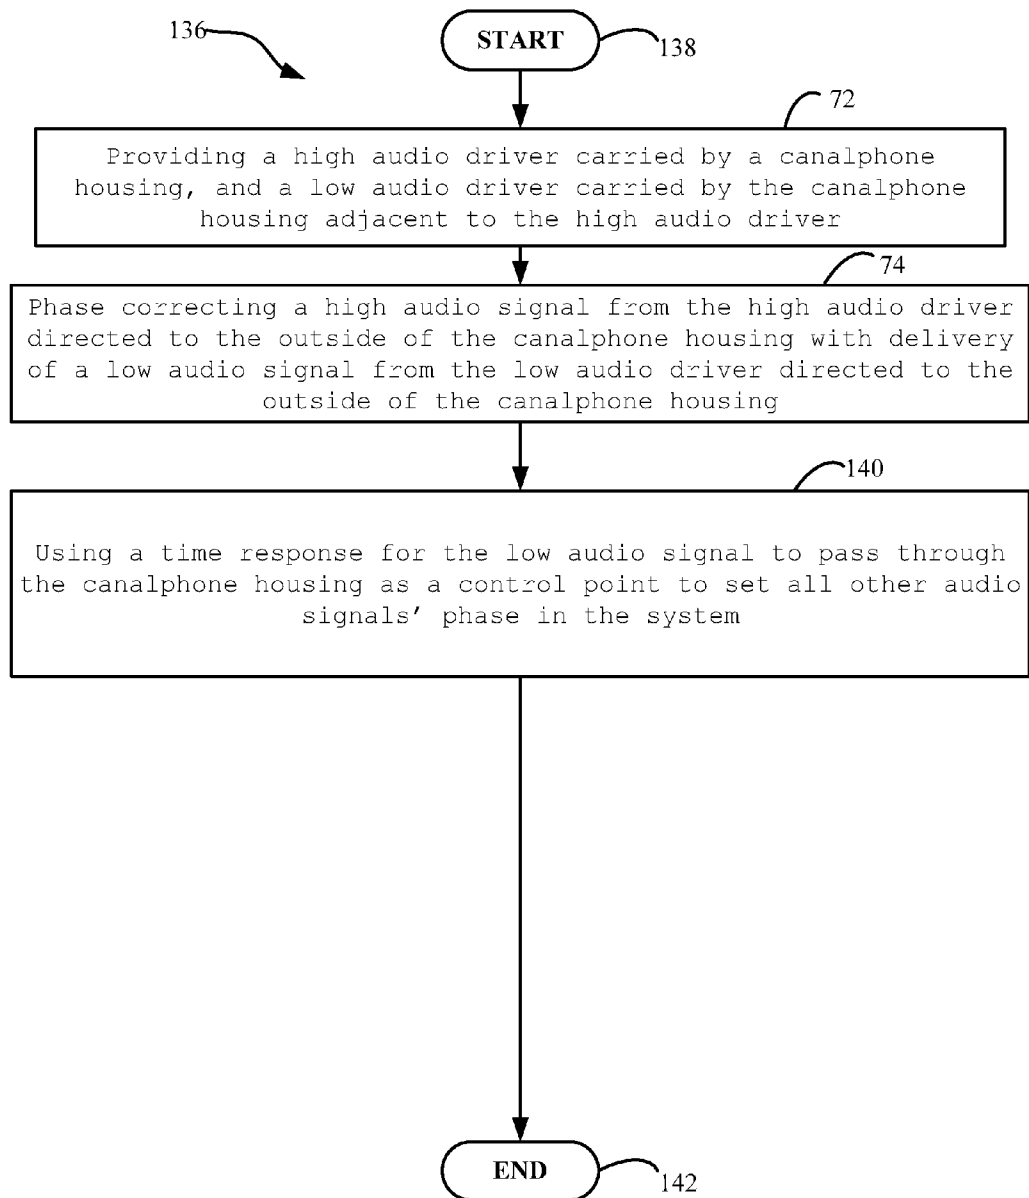 136
START
138
72
Providing a high audio driver carried by a canalphone
housing, and a low audio driver carried by the canalphone
housing adjacent to the high audio driver
74
Phase correcting a high audio signal from the high audio driver
directed to the outside of the canalphone housing with delivery
of a low audio signal from the low audio driver directed to the
outside of the canalphone housing
140
Using a time response for the low audio signal to pass through
the canalphone housing as a control point to set all other audio
signals’ phase in the system
END
142